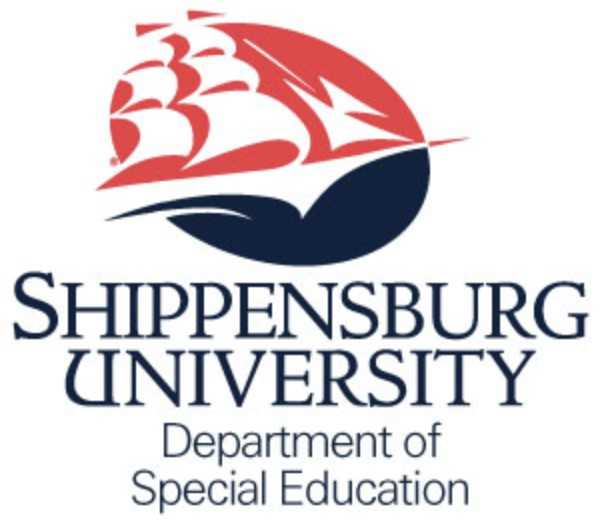 SHIPPENSBURG
UNIVERSITY
Department of
Special Education